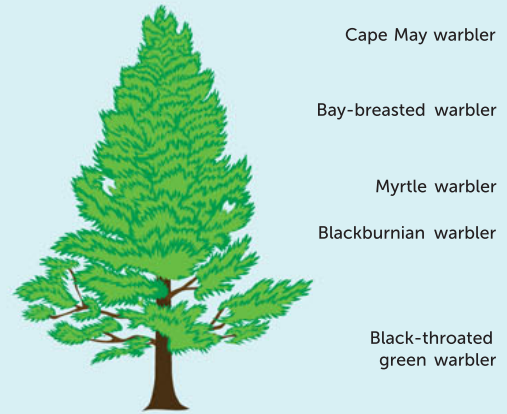 Cape May warbler
Bay-breasted warbler
Myrtle warbler
Blackburnian warbler
Black-throated
green warbler